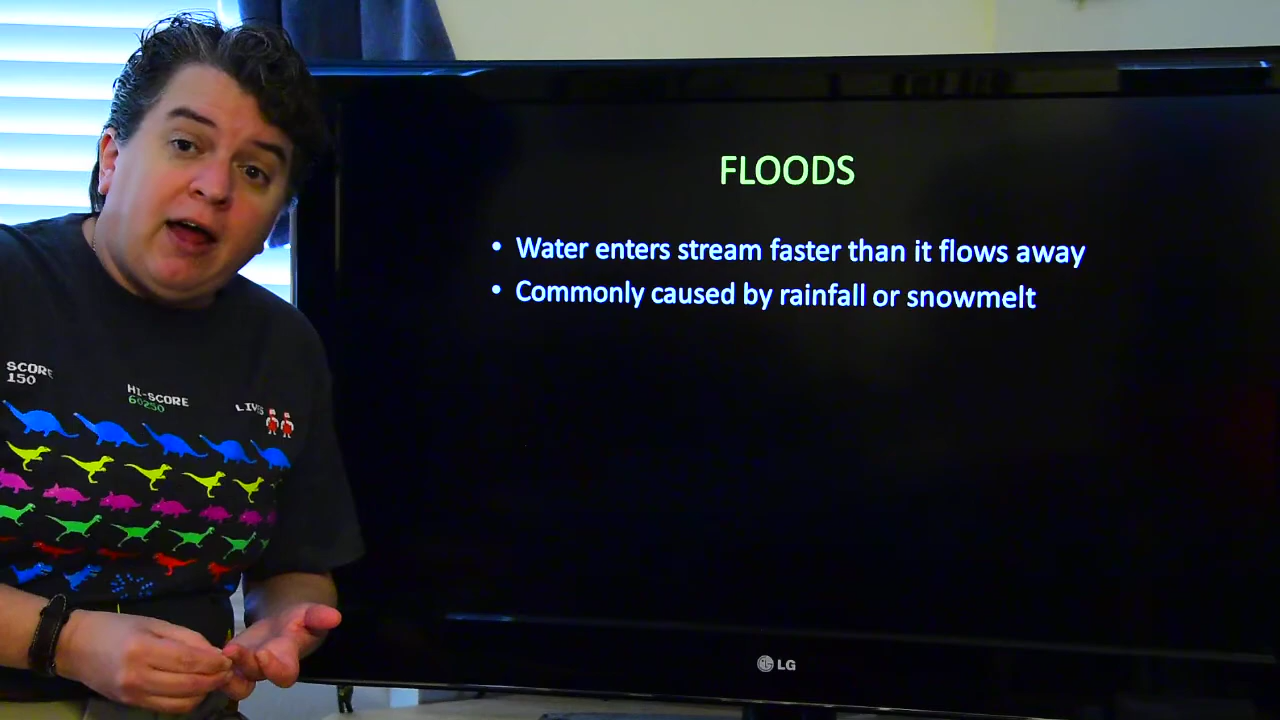 FLOODS
• Water enters stream faster than it flows away
• Commonly caused by rainfall or snowmelt
SCORE
150
HI-SCORE
60250
LIVES
LG